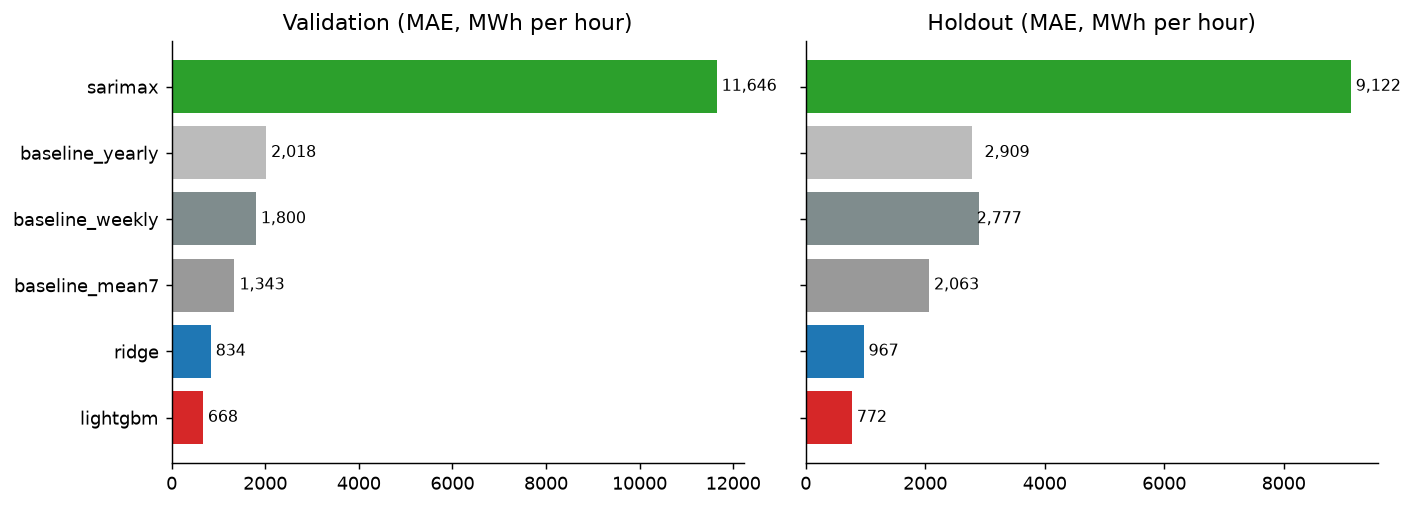 Validation (MAE, MWh per hour)
sarimax 11,646
baseline_yearly 2,018
baseline_weekly 1,800
baseline_mean7 1,343
ridge 834
lightgbm 668
0 2000 4000 6000 8000 10000 12000
Holdout (MAE, MWh per hour)
9,122
2,909
2,777
2,063
967
772
0 2000 4000 6000 8000